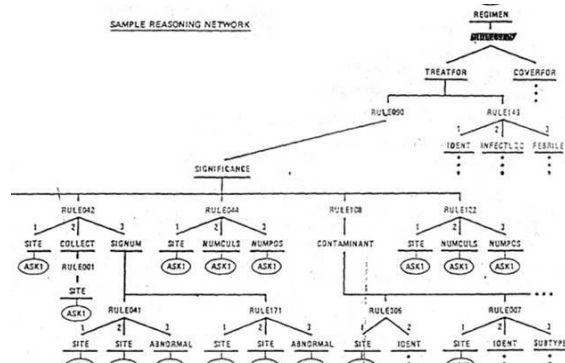 REGIMEN
SAMPLE REASONING NETWORK
TREATFOR COVERFOR
RULE090 RULE143
1 2 3
IDENT INFECTLOC FEBRILE
SIGNIFICANCE
RULE042 RULE044 RULE108 RULE122
1 2 3 1 2 3 1 2 3
SITE COLLECT SIGNUM SITE NUMCULS NUMPOS CONTAMINANT SITE NUMCULS NUMPOS
ASK1 RULE001 ASK1 ASK1 ASK1 ASK1 ASK1 ASK1
SITE
ASK1
RULE041 RULE171 RULE006 RULE007
1 2 3 1 2 3 1 2 1 2 3
SITE SITE ABNORMAL SITE SITE ABNORMAL SITE IDENT SITE IDENT SUBTYPE